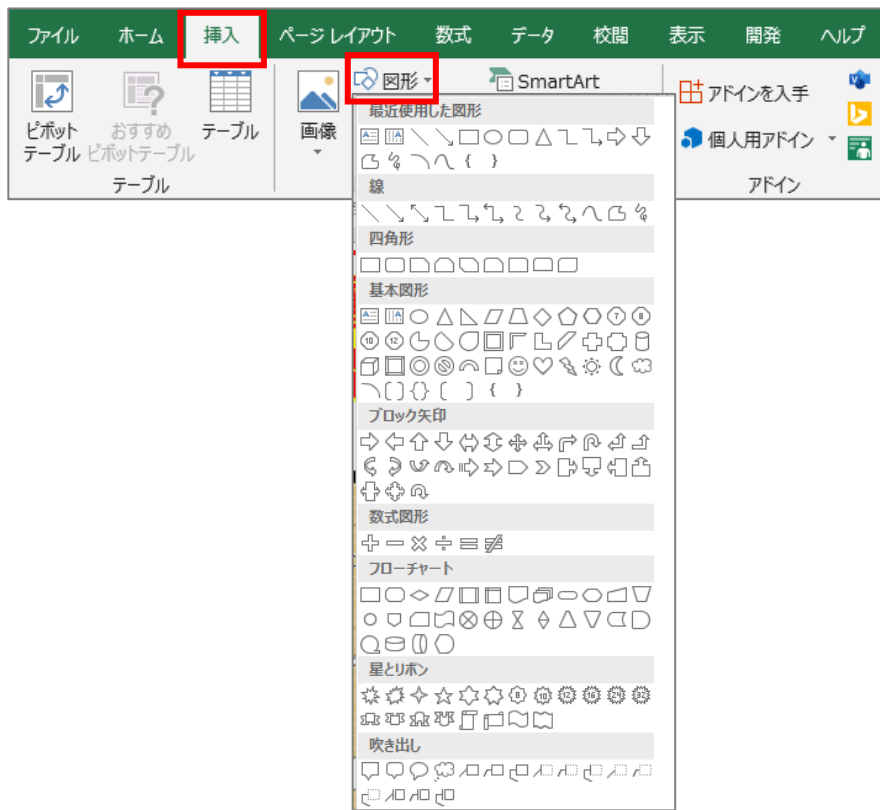 ファイル ホーム 挿入 ページ レイアウト 数式 データ 校閲 表示 開発 ヘルプ
図形 SmartArt
ピボット
テーブル
おすすめ
ピボットテーブル
テーブル
画像
アドインを入手
個人用アドイン
テーブル
アドイン
最近使用した図形
線
四角形
基本図形
ブロック矢印
数式図形
フローチャート
星とリボン
吹き出し